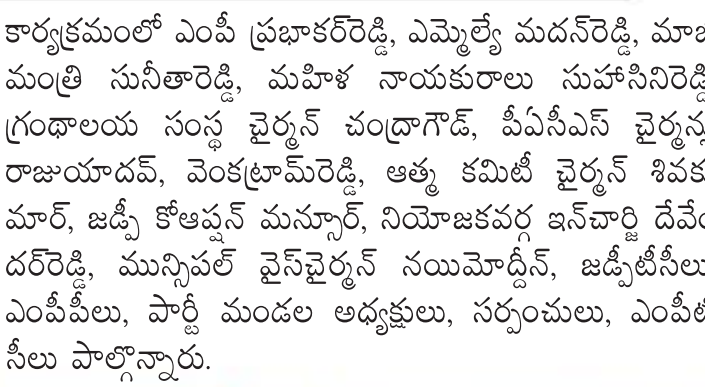 కార్యక్రమంలో ఎంపీ ప్రభాకర్‌రెడ్డి, ఎమ్మెల్యే మదన్‌రెడ్డి, మాజ
మంత్రి సునీతారెడ్డి, మహిళ నాయకురాలు సుహాసినిరెడ్డి
గ్రంథాలయ సంస్థ చైర్మన్ చంద్రాగౌడ్, పీఏసీఎస్ చైర్మన్లు
రాజుయాదవ్, వెంకట్రామ్‌రెడ్డి, ఆత్మ కమిటీ చైర్మన్ శివకు
మార్, జడ్పీ కోఆప్షన్ మన్సూర్, నియోజకవర్గ ఇన్‌చార్జి దేవేం
దర్‌రెడ్డి, మున్సిపల్ వైస్‌చైర్మన్ నయిమోద్దీన్, జడ్పీటీసీలు
ఎంపీపీలు, పార్టీ మండల అధ్యక్షులు, సర్పంచులు, ఎంపీటీ
సీలు పాల్గొన్నారు.